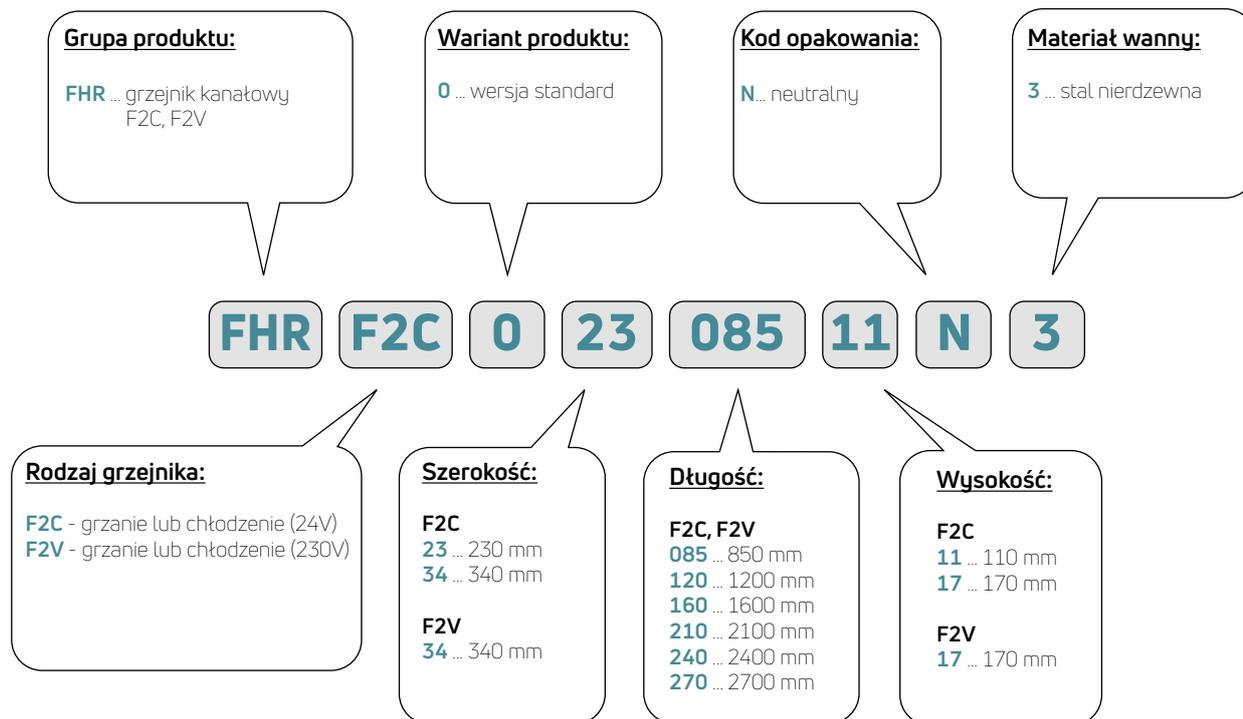 Grupa produktu:
FHR ... grzejnik kanałowy
F2C, F2V
Wariant produktu:
0 ... wersja standard
Kod opakowania:
N... neutralny
Materiał wanny:
3 ... stal nierdzewna
FHR F2C 0 23 085 11 N 3
Rodzaj grzejnika:
F2C - grzanie lub chłodzenie (24V)
F2V - grzanie lub chłodzenie (230V)
Szerokość:
F2C
23 ... 230 mm
34 ... 340 mm
F2V
34 ... 340 mm
Długość:
F2C, F2V
085 ... 850 mm
120 ... 1200 mm
160 ... 1600 mm
210 ... 2100 mm
240 ... 2400 mm
270 ... 2700 mm
Wysokość:
F2C
11 ... 110 mm
17 ... 170 mm
F2V
17 ... 170 mm